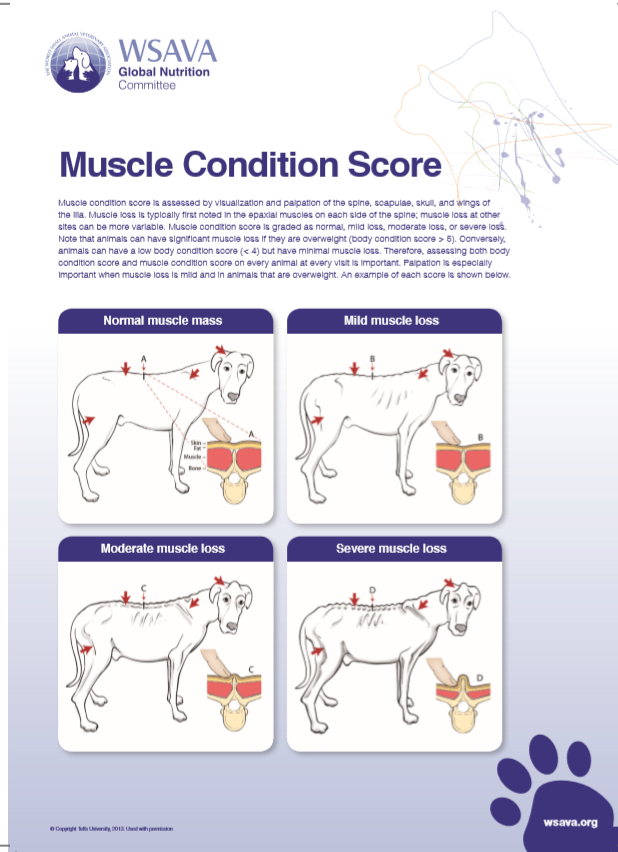 THE WORLD SMALL ANIMAL VETERINARY ASSOCIATION
WSAVA
Global Nutrition
Committee
Muscle Condition Score
Muscle condition score is assessed by visualization and palpation of the spine, scapulae, skull, and wings of
the ilia. Muscle loss is typically first noted in the epaxial muscles on each side of the spine; muscle loss at other
sites can be more variable. Muscle condition score is graded as normal, mild loss, moderate loss, or severe loss.
Note that animals can have significant muscle loss if they are overweight (body condition score > 5). Conversely,
animals can have a low body condition score (< 4) but have minimal muscle loss. Therefore, assessing both body
condition score and muscle condition score on every animal at every visit is important. Palpation is especially
important when muscle loss is mild and in animals that are overweight. An example of each score is shown below.
Normal muscle mass
A
A
Skin
Fat
Muscle
Bone
Mild muscle loss
B
B
Moderate muscle loss
C
C
Severe muscle loss
D
D
© Copyright Tufts University, 2013. Used with permission
wsava.org